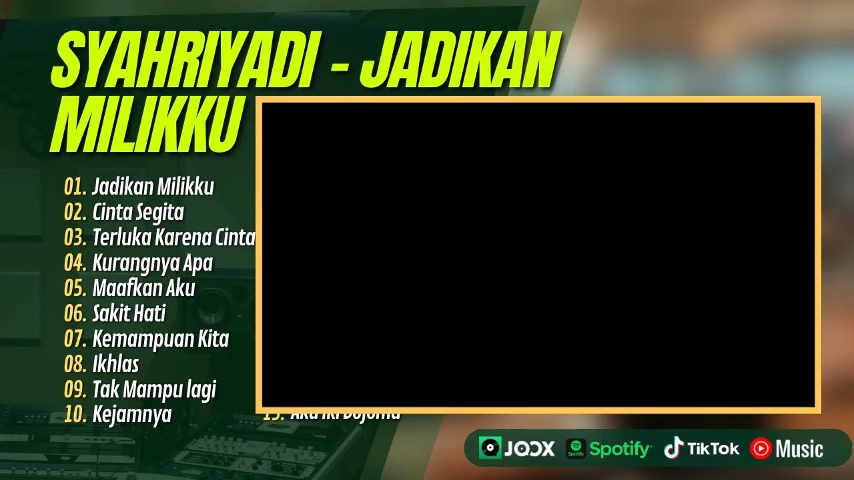 SYAHRIYADI - JADIKAN
MILIKKU
01. Jadikan Milikku
02. Cinta Segita
03. Terluka Karena Cinta
04. Kurangnya Apa
05. Maafkan Aku
06. Sakit Hati
07. Kemampuan Kita
08. Ikhlas
09. Tak Mampu lagi
10. Kejamnya
JOOX Spotify TikTok Music